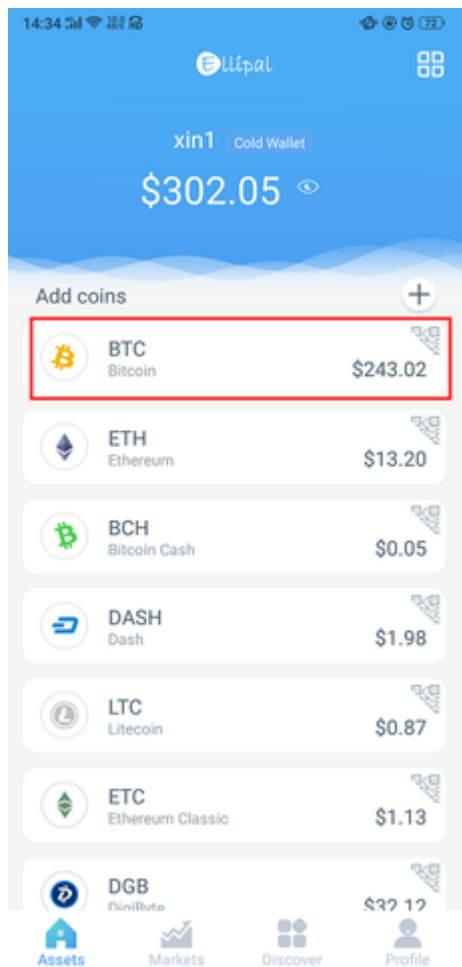 14:34
72
Ellipal
xin1 Cold Wallet
$302.05
Add coins
BTC
Bitcoin
$243.02
ETH
Ethereum
$13.20
BCH
Bitcoin Cash
$0.05
DASH
Dash
$1.98
LTC
Litecoin
$0.87
ETC
Ethereum Classic
$1.13
DGB
DigiByte
$32.12
Assets Markets Discover Profile